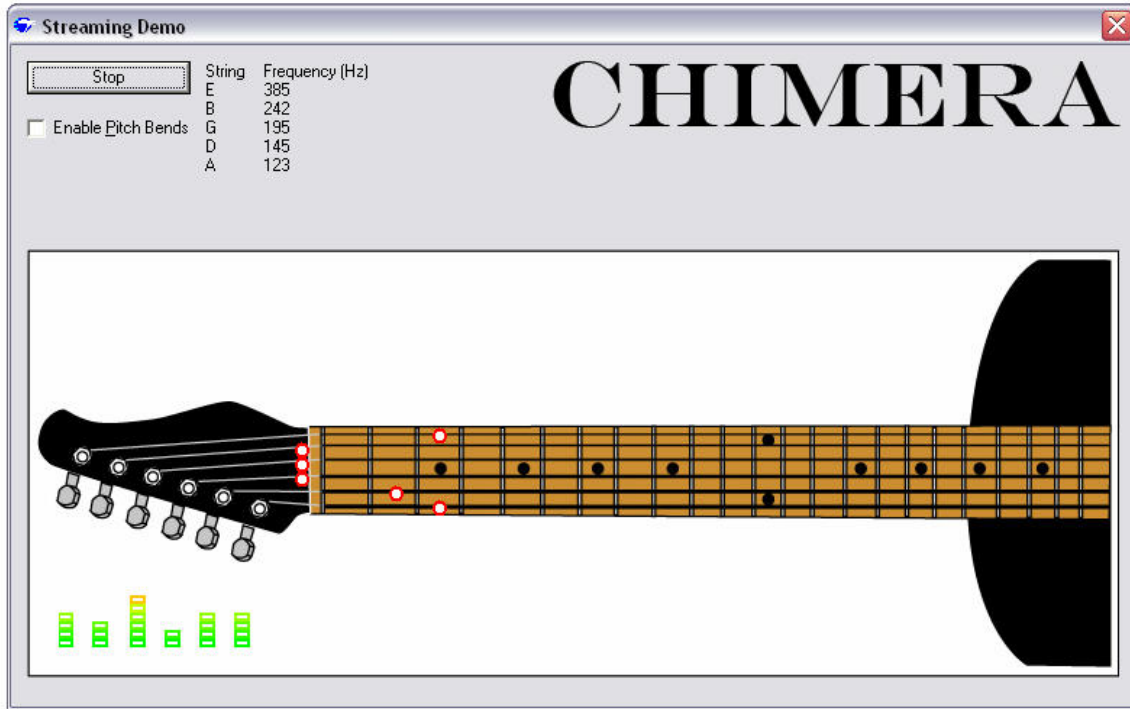 Streaming Demo
Stop
Enable Pitch Bends
String Frequency (Hz)
E 385
B 242
G 195
D 145
A 123
CHIMERA